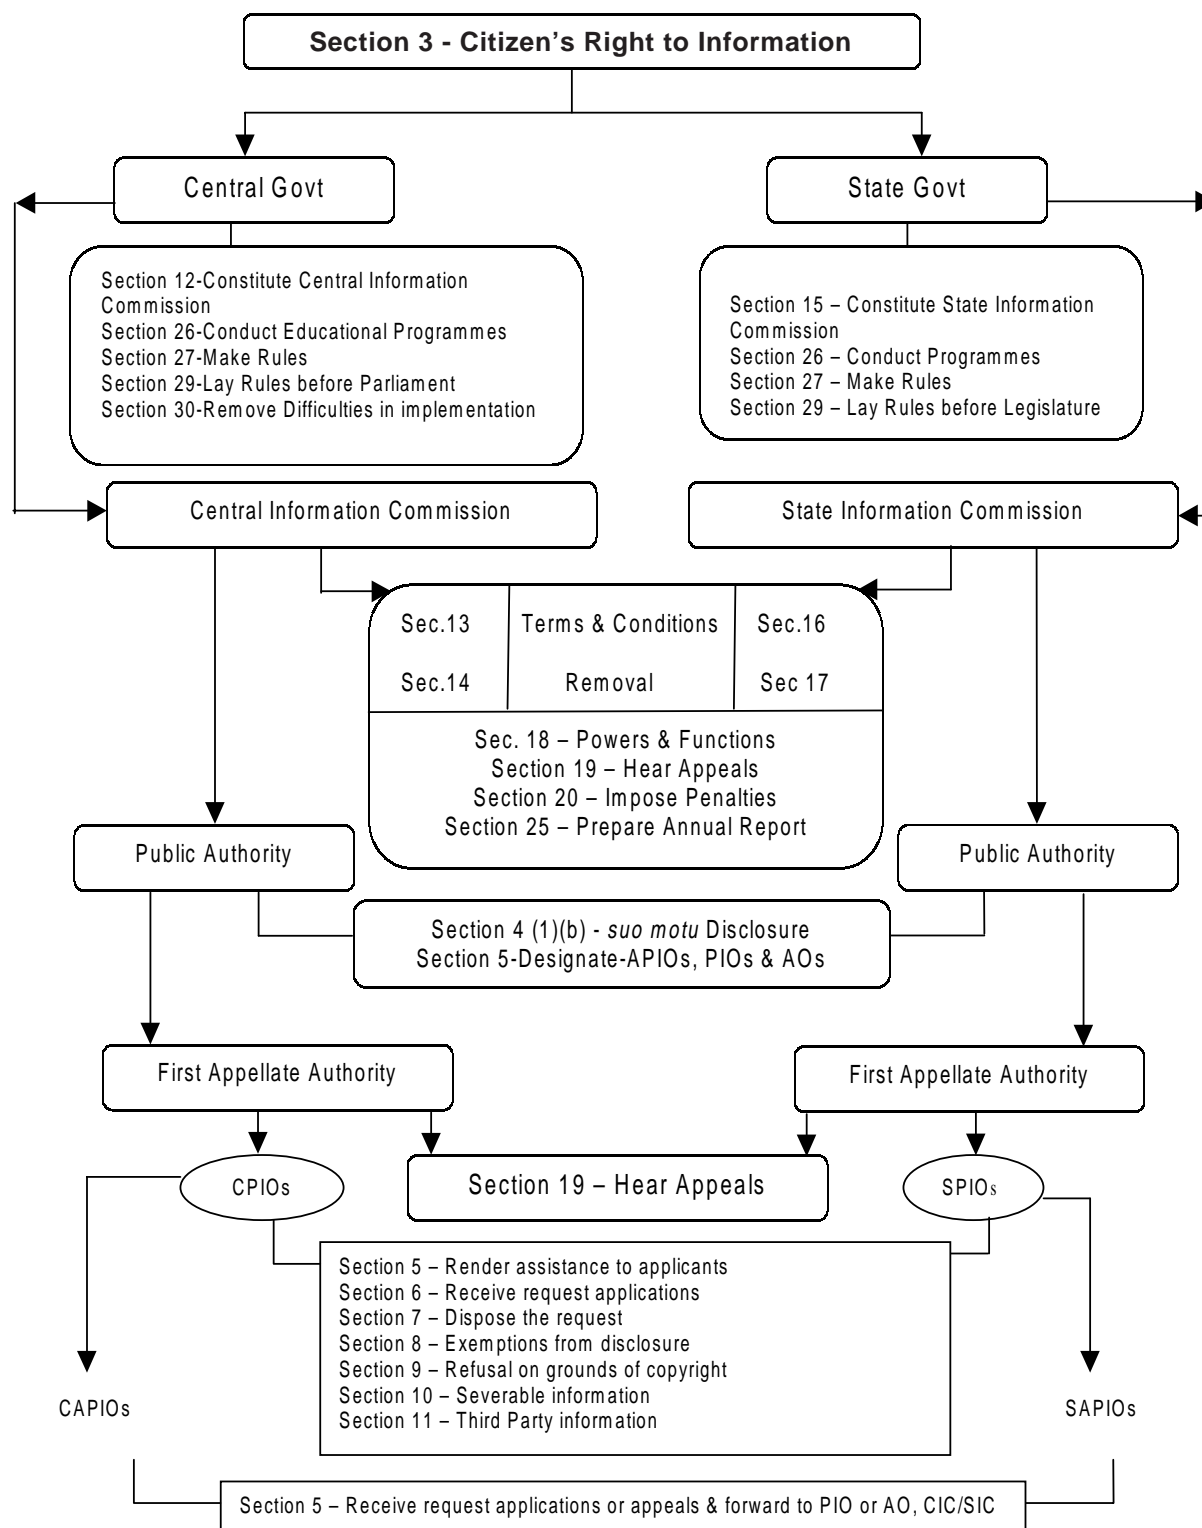 Section 3 - Citizen's Right to Information
Central Govt
State Govt
Section 12-Constitute Central Information
Commission
Section 26-Conduct Educational Programmes
Section 27-Make Rules
Section 29-Lay Rules before Parliament
Section 30-Remove Difficulties in implementation
Section 15 – Constitute State Information
Commission
Section 26 – Conduct Programmes
Section 27 – Make Rules
Section 29 – Lay Rules before Legislature
Central Information Commission
State Information Commission
Sec.13 Terms & Conditions Sec.16
Sec.14 Removal Sec 17
Sec. 18 – Powers & Functions
Section 19 – Hear Appeals
Section 20 – Impose Penalties
Section 25 – Prepare Annual Report
Public Authority
Public Authority
Section 4 (1)(b) - suo motu Disclosure
Section 5-Designate-APIOs, PIOs & AOs
First Appellate Authority
First Appellate Authority
CPIOs
Section 19 – Hear Appeals
SPIOs
Section 5 – Render assistance to applicants
Section 6 – Receive request applications
Section 7 – Dispose the request
Section 8 – Exemptions from disclosure
Section 9 – Refusal on grounds of copyright
Section 10 – Severable information
Section 11 – Third Party information
CAPIOs
SAPIOs
Section 5 – Receive request applications or appeals & forward to PIO or AO, CIC/SIC